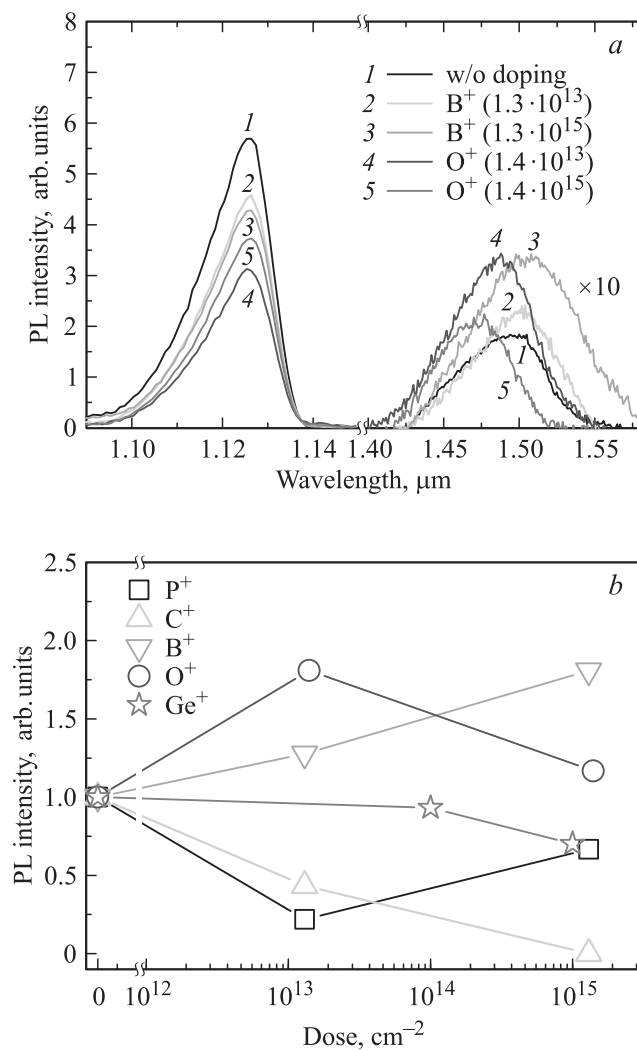 a
8
7
6
5
4
3
2
1
0
PL intensity, arb. units
1 w/o doping
2 B⁺ (1.3 ·10¹³)
3 B⁺ (1.3 ·10¹⁵)
4 O⁺ (1.4 ·10¹³)
5 O⁺ (1.4 ·10¹⁵)
1
2
3
5
4
4
3
×10
2
1
5
1.10 1.12 1.14 1.40 1.45 1.50 1.55
Wavelength, μm
b
2.5
2.0
1.5
1.0
0.5
0
PL intensity, arb. units
P⁺
C⁺
B⁺
O⁺
Ge⁺
0 10¹² 10¹³ 10¹⁴ 10¹⁵
Dose, cm⁻²